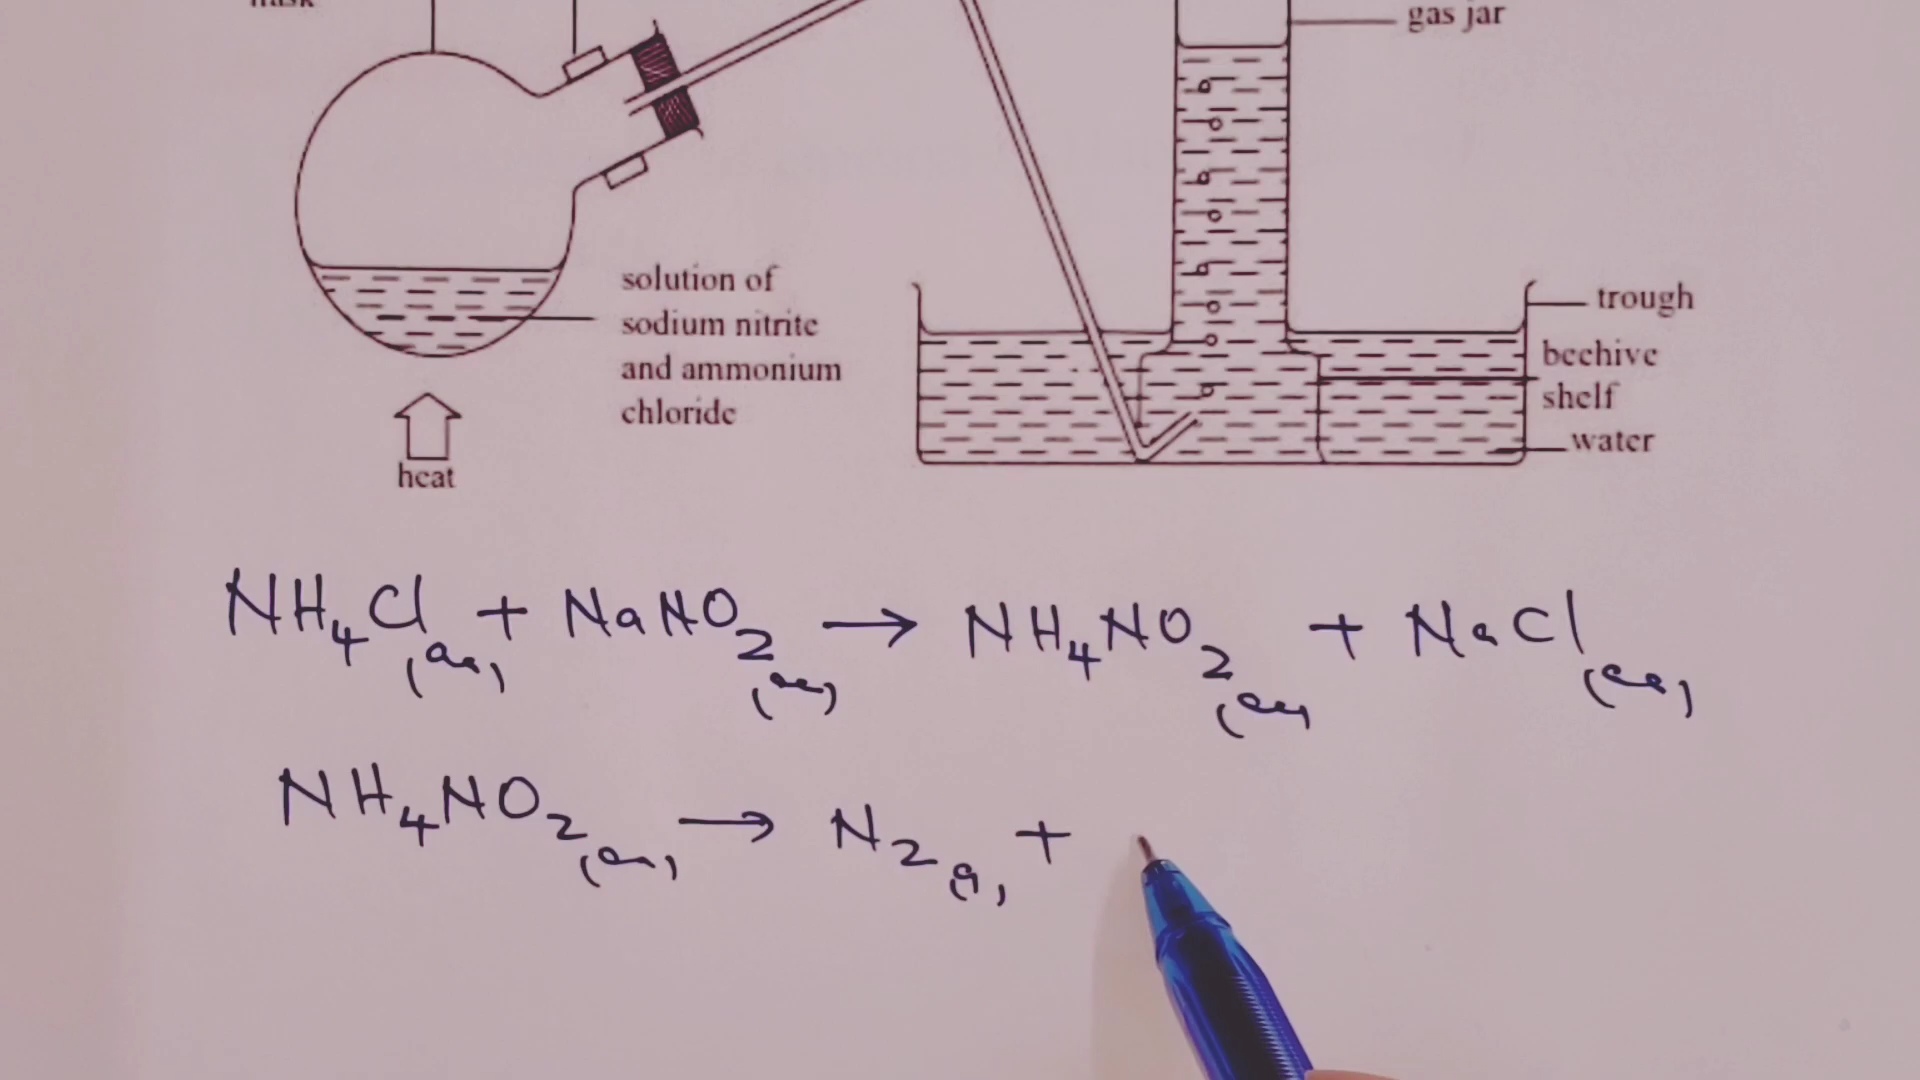 gas jar
solution of
sodium nitrite
and ammonium
chloride
heat
trough
beehive
shelf
water
NH₄Cl(aq) + NaNO₂(aq) → NH₄NO₂(aq) + NaCl(aq)
NH₄NO₂(aq) → N₂(g) +